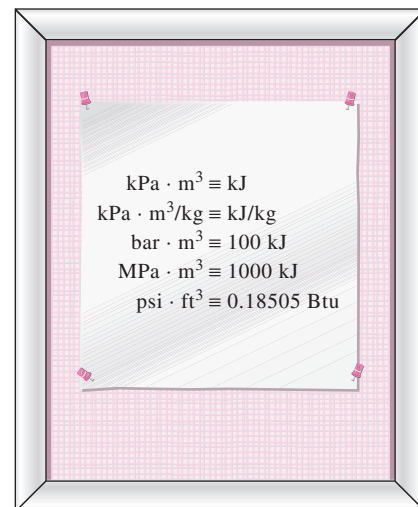 kPa · m³ ≡ kJ
kPa · m³/kg ≡ kJ/kg
bar · m³ ≡ 100 kJ
MPa · m³ ≡ 1000 kJ
psi · ft³ ≡ 0.18505 Btu